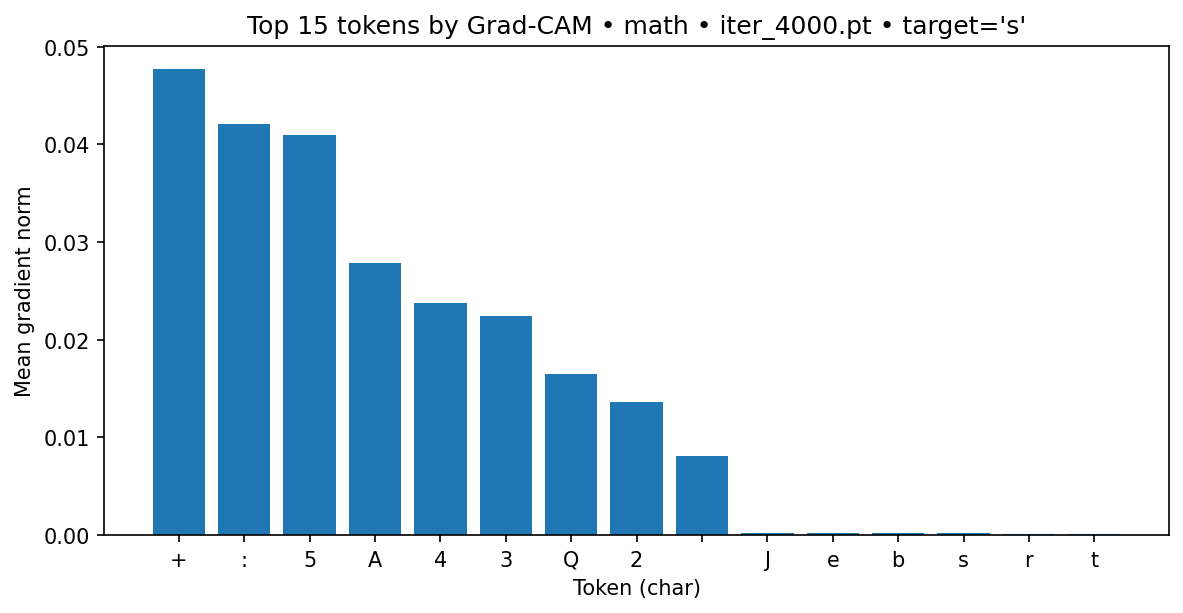 Top 15 tokens by Grad-CAM • math • iter_4000.pt • target='s'
0.05
0.04
0.03
0.02
0.01
0.00
Mean gradient norm
+ : 5 A 4 3 Q 2 J e b s r t
Token (char)